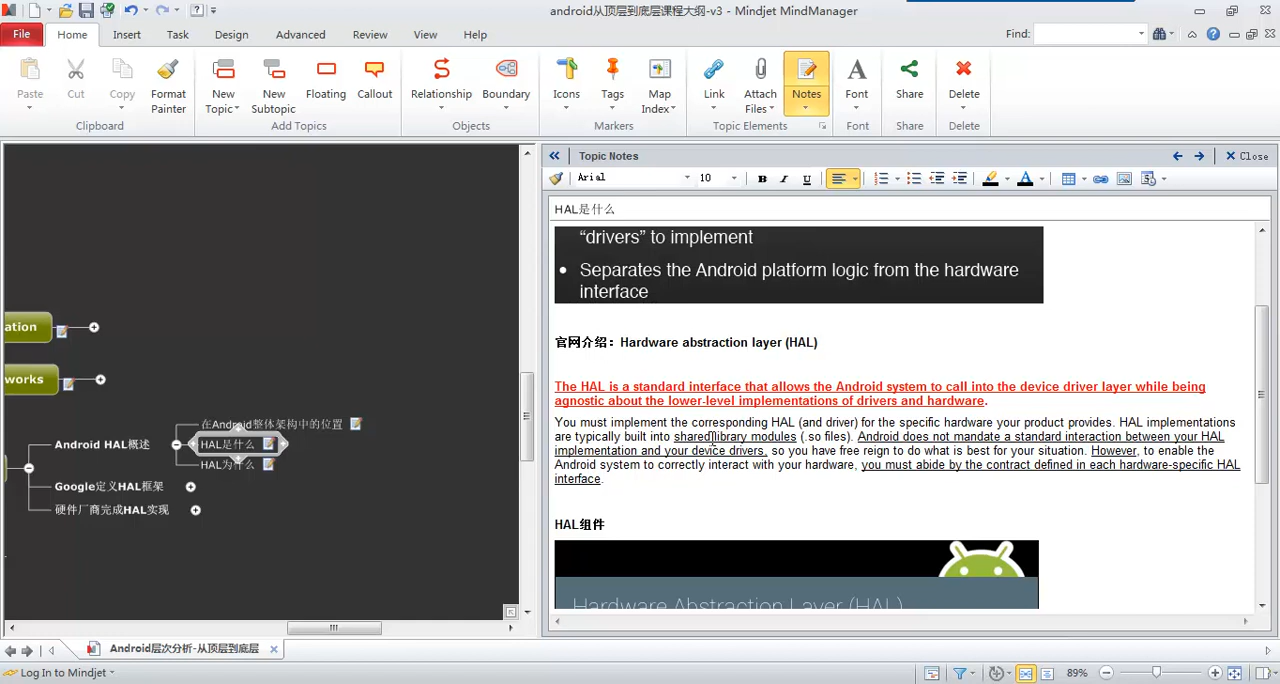 android从顶层到底层课程大纲-v3 - Mindjet MindManager
File Home Insert Task Design Advanced Review View Help Find:
Paste Cut Copy Format Painter New Topic New Subtopic Floating Callout Relationship Boundary Icons Tags Map Index Link Attach Files Notes Font Share Delete
Clipboard Add Topics Objects Markers Topic Elements Font Share Delete
Topic Notes Close
Arial 10 B I U
HAL是什么
“drivers” to implement
• Separates the Android platform logic from the hardware
interface
官网介绍：Hardware abstraction layer (HAL)
The HAL is a standard interface that allows the Android system to call into the device driver layer while being
agnostic about the lower-level implementations of drivers and hardware.
You must implement the corresponding HAL (and driver) for the specific hardware your product provides. HAL implementations
are typically built into shared library modules (.so files). Android does not mandate a standard interaction between your HAL
implementation and your device drivers, so you have free reign to do what is best for your situation. However, to enable the
Android system to correctly interact with your hardware, you must abide by the contract defined in each hardware-specific HAL
interface.
HAL组件
Hardware Abstraction Layer (HAL)
ation
works
Android HAL概述
在Android整体架构中的位置
HAL是什么
HAL为什么
Google定义HAL框架
硬件厂商完成HAL实现
Android层次分析-从顶层到底层
Log In to Mindjet 89%